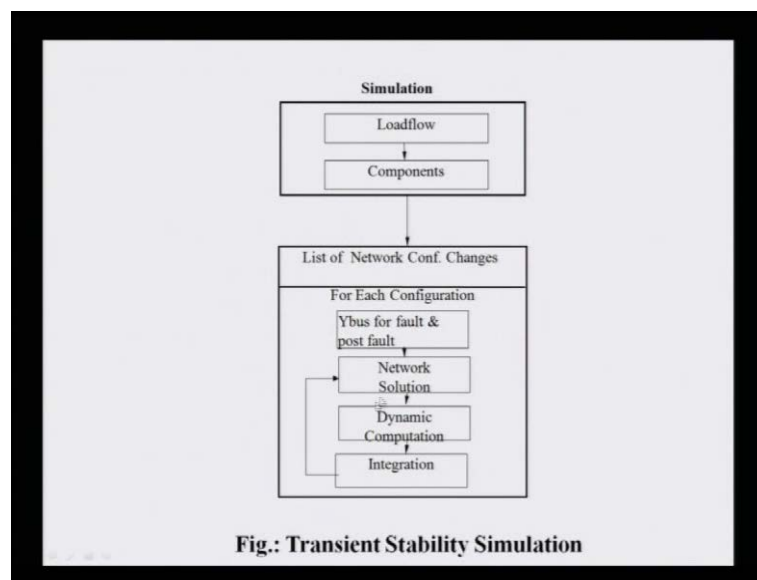 Simulation
Loadflow
Components
List of Network Conf. Changes
For Each Configuration
Ybus for fault &
post fault
Network
Solution
Dynamic
Computation
Integration
Fig.: Transient Stability Simulation